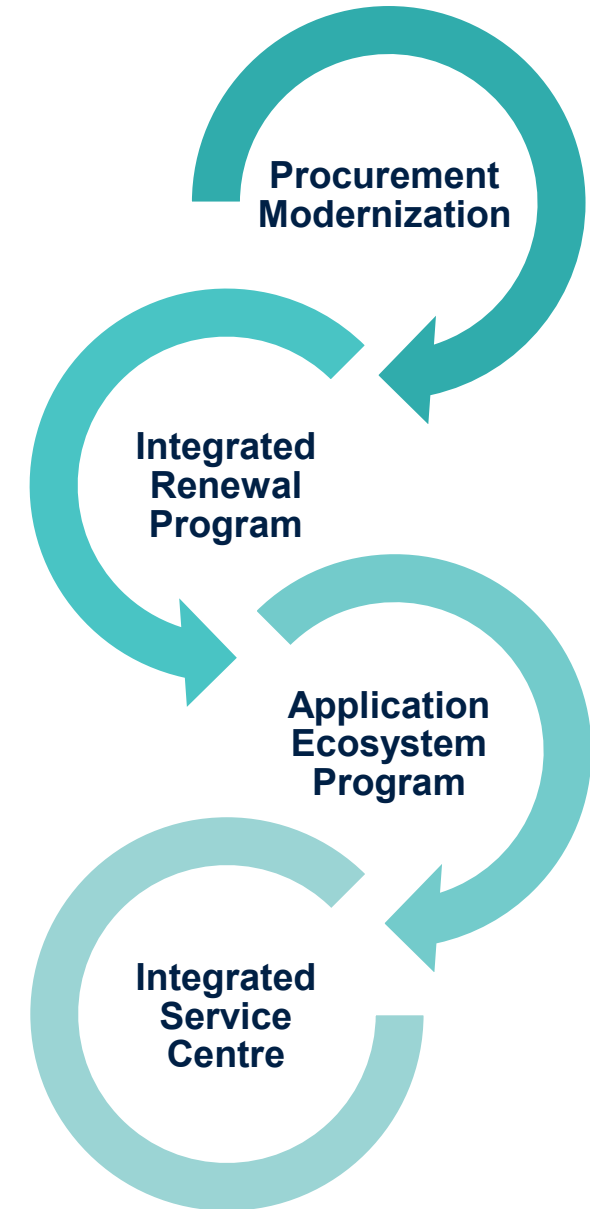 Procurement
Modernization
Integrated
Renewal
Program
Application
Ecosystem
Program
Integrated
Service
Centre